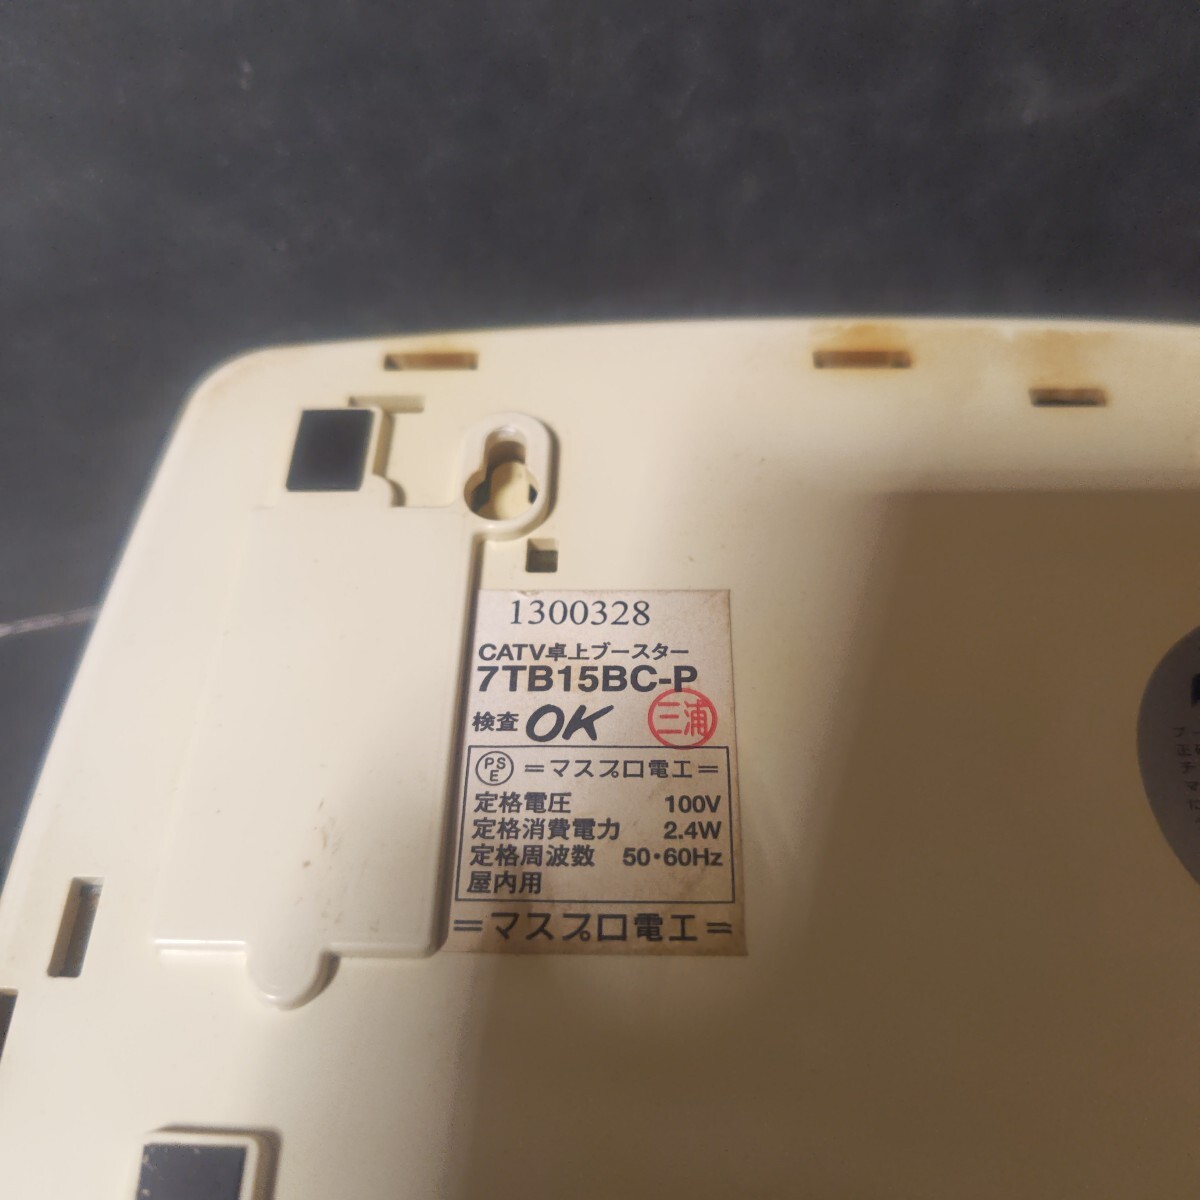 1300328
CATV卓上ブースター
7TB15BC-P
検査 OK 三浦
PSE =マスプロ電工=
定格電圧 100V
定格消費電力 2.4W
定格周波数 50・60Hz
屋内用
=マスプロ電工=